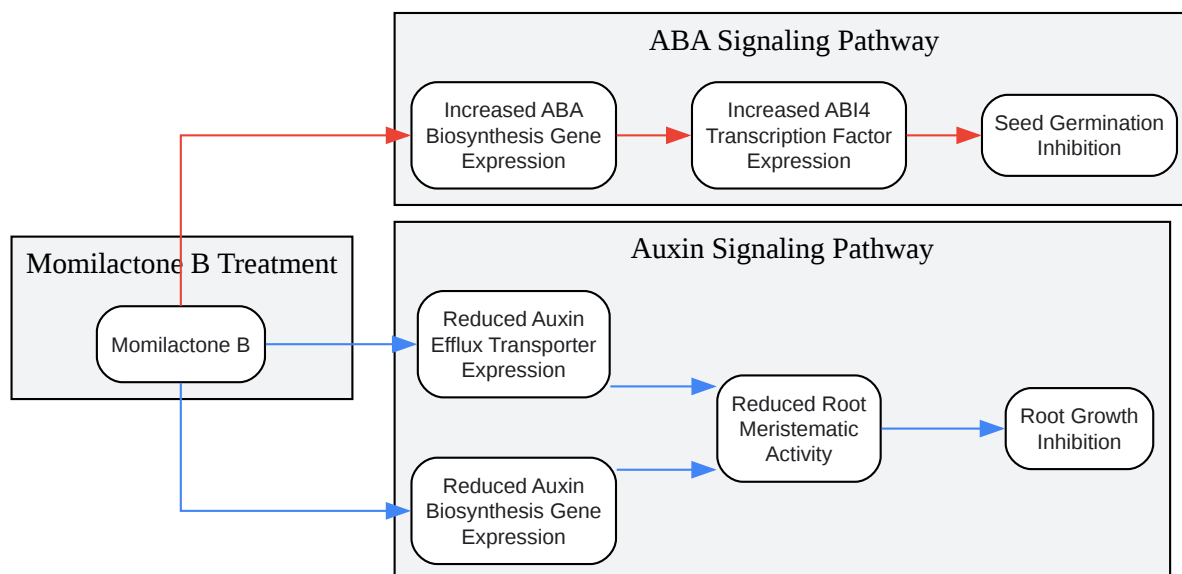 ABA Signaling Pathway
Increased ABA
Biosynthesis Gene
Expression
Increased ABI4
Transcription Factor
Expression
Seed Germination
Inhibition
Momilactone B Treatment
Momilactone B
Auxin Signaling Pathway
Reduced Auxin
Efflux Transporter
Expression
Reduced Auxin
Biosynthesis Gene
Expression
Reduced Root
Meristematic
Activity
Root Growth
Inhibition